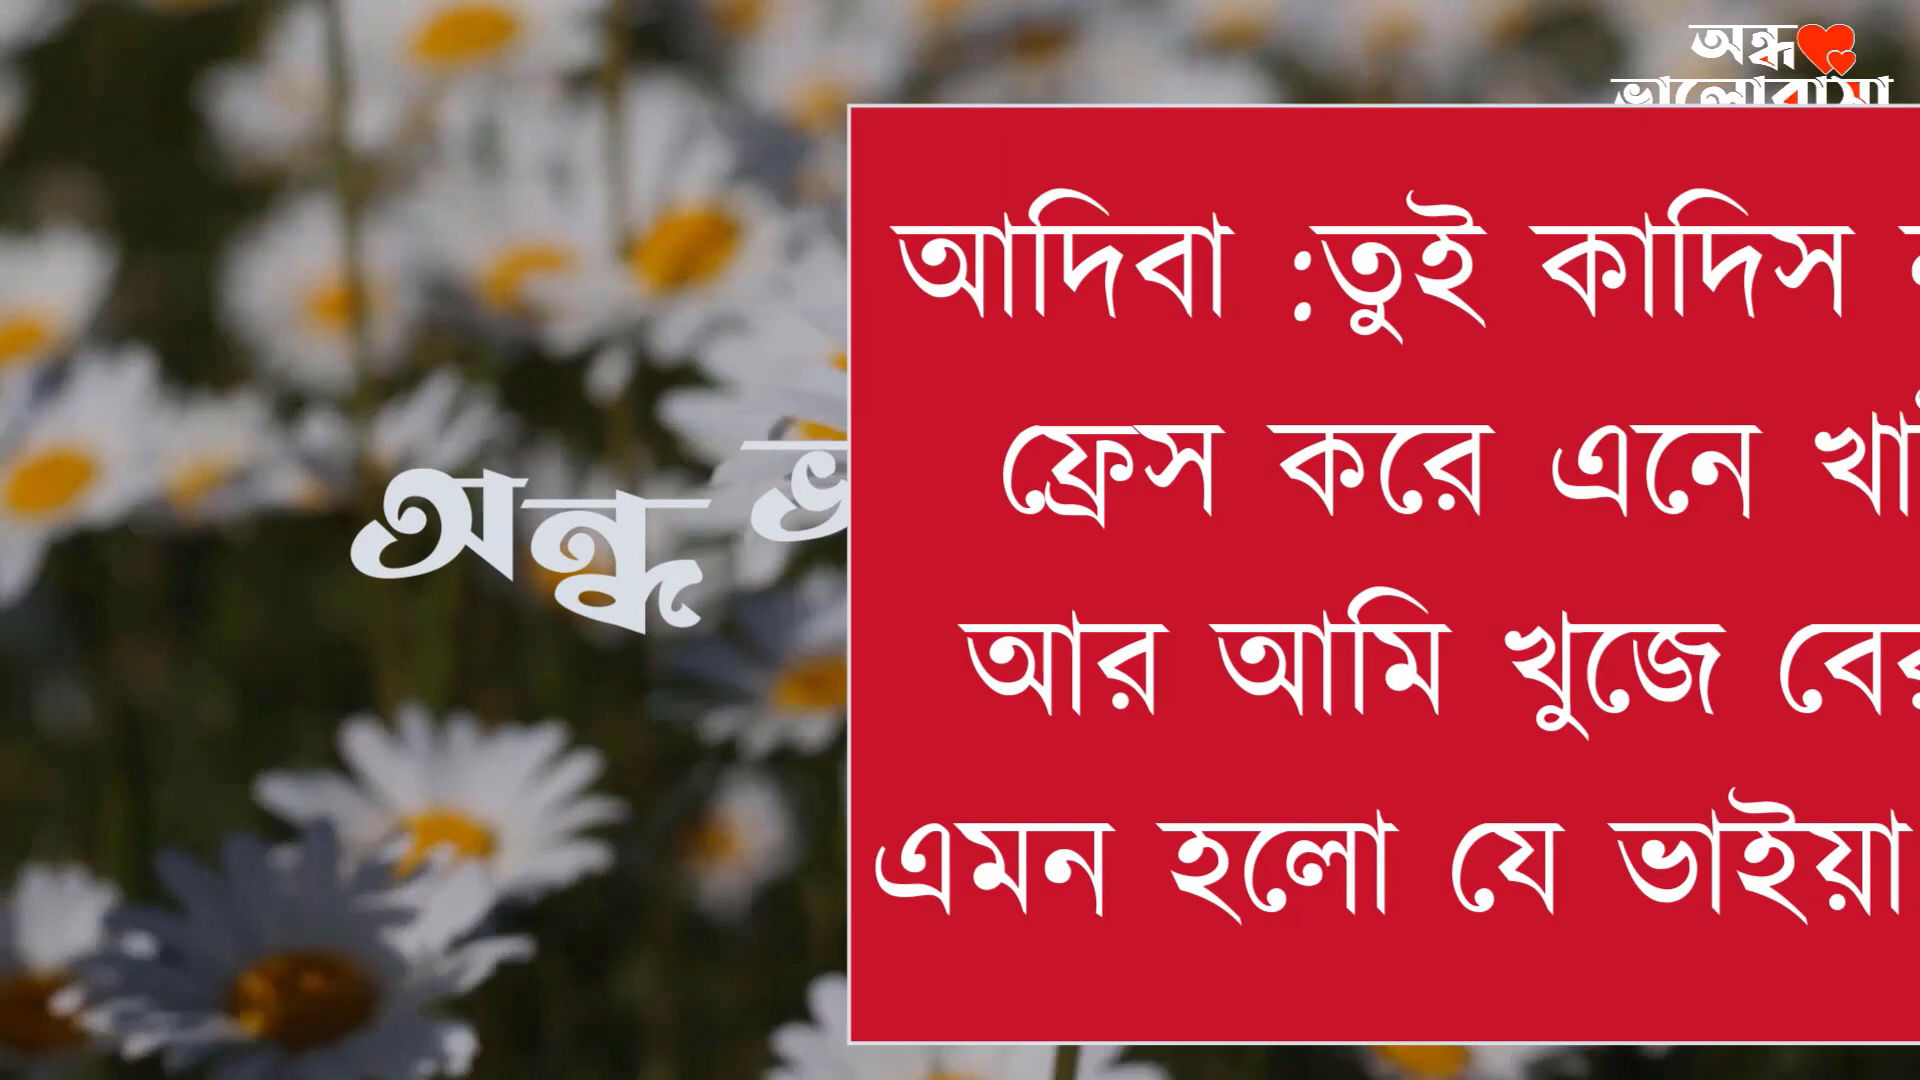 অন্ধ
ভালোবাসা
আদিবা :তুই কাদিস
ফ্রেস করে এনে
আর আমি খুজে
এমন হলো যে ভাইয়া
অন্ধ